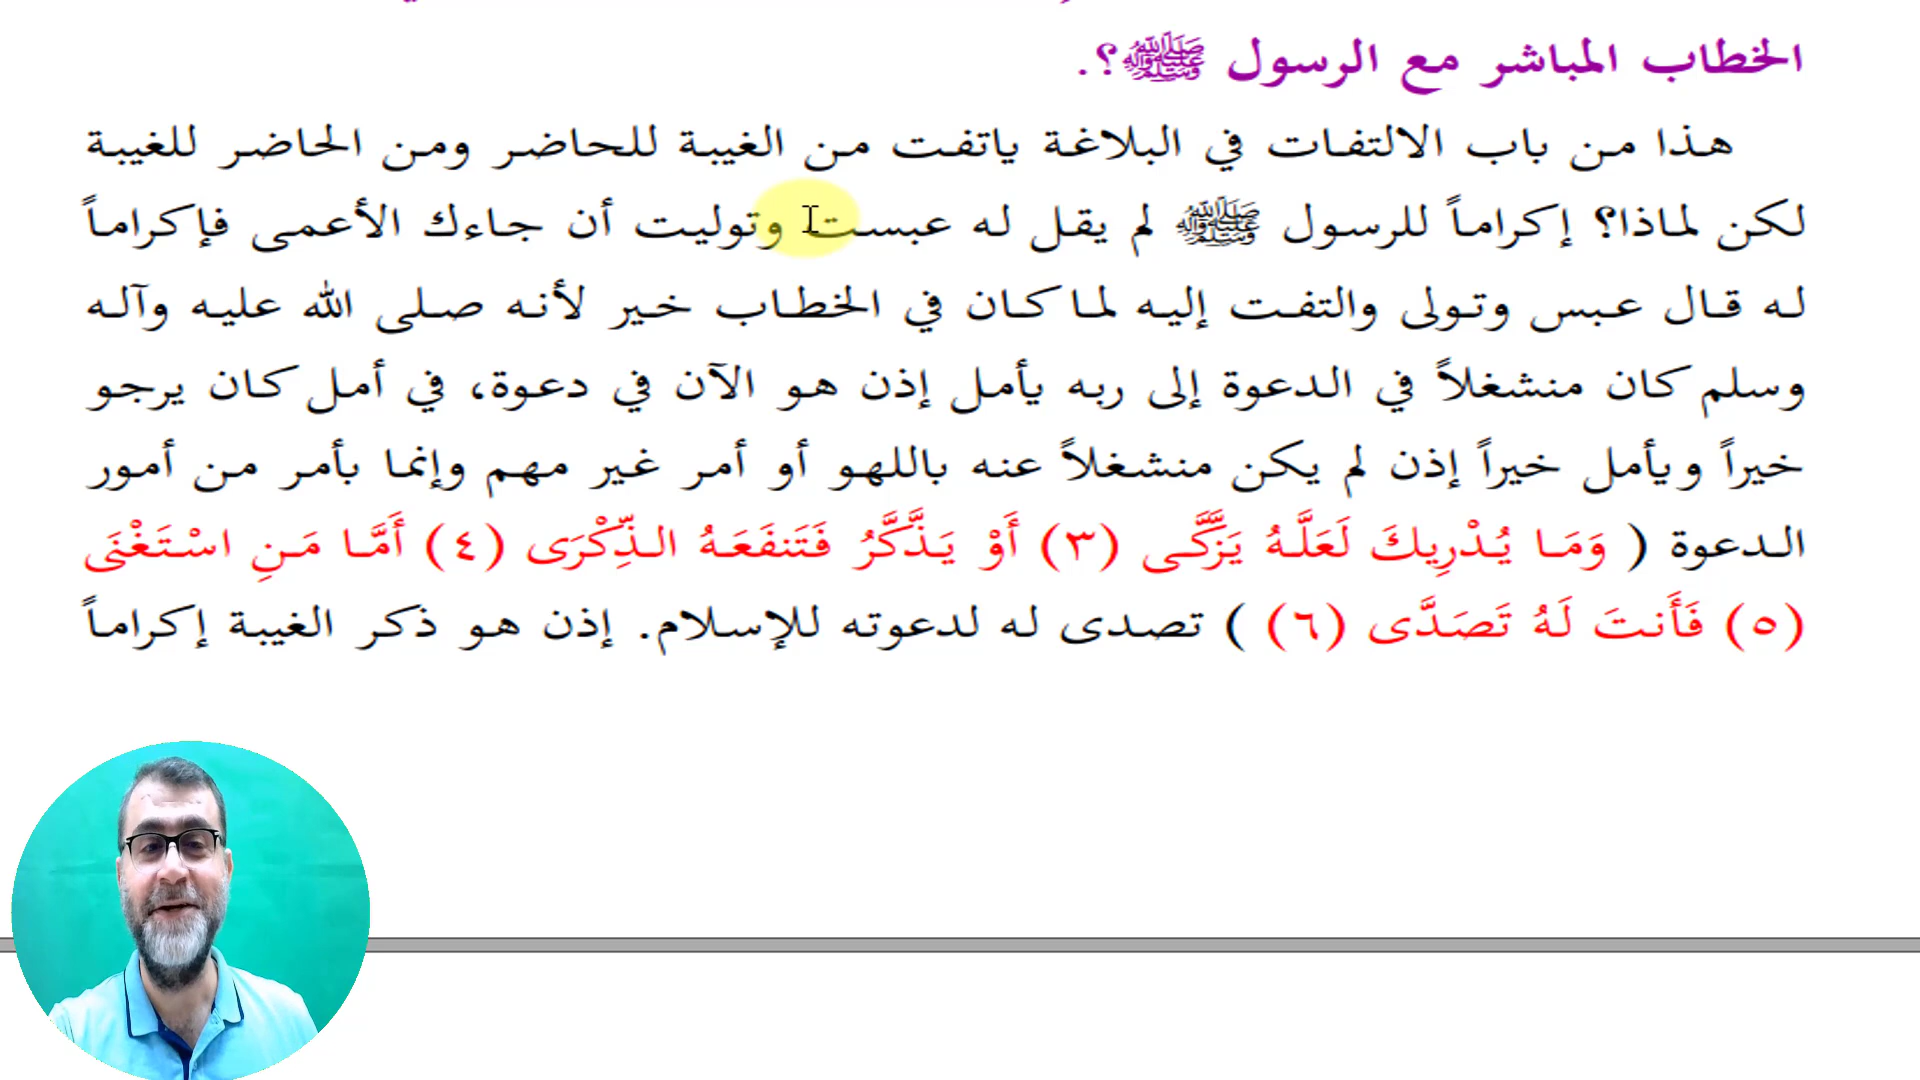 الخطاب المباشر مع الرسول ﷺ؟.
هذا من باب الالتفات في البلاغة ياتفت من الغيبة للحاضر ومن الحاضر للغيبة
لكن لماذا؟ إكراماً للرسول ﷺ لم يقل له عبست وتوليت أن جاءك الأعمى فإكراماً
له قال عبس وتولى والتفت إليه لما كان في الخطاب خير لأنه صلى الله عليه وآله
وسلم كان منشغلاً في الدعوة إلى ربه يأمل إذن هو الآن في دعوة، في أمل كان يرجو
خيراً ويأمل خيراً إذن لم يكن منشغلاً عنه باللهو أو أمر غير مهم وإنما بأمر من أمور
الدعوة ( وَمَا يُدْرِيكَ لَعَلَّهُ يَزَّكَّى (٣) أَوْ يَذَّكَّرُ فَتَنفَعَهُ الذِّكْرَى (٤) أَمَّا مَنِ اسْتَغْنَى
(٥) فَأَنتَ لَهُ تَصَدَّى (٦) ) تصدى له لدعوته للإسلام. إذن هو ذكر الغيبة إكراماً